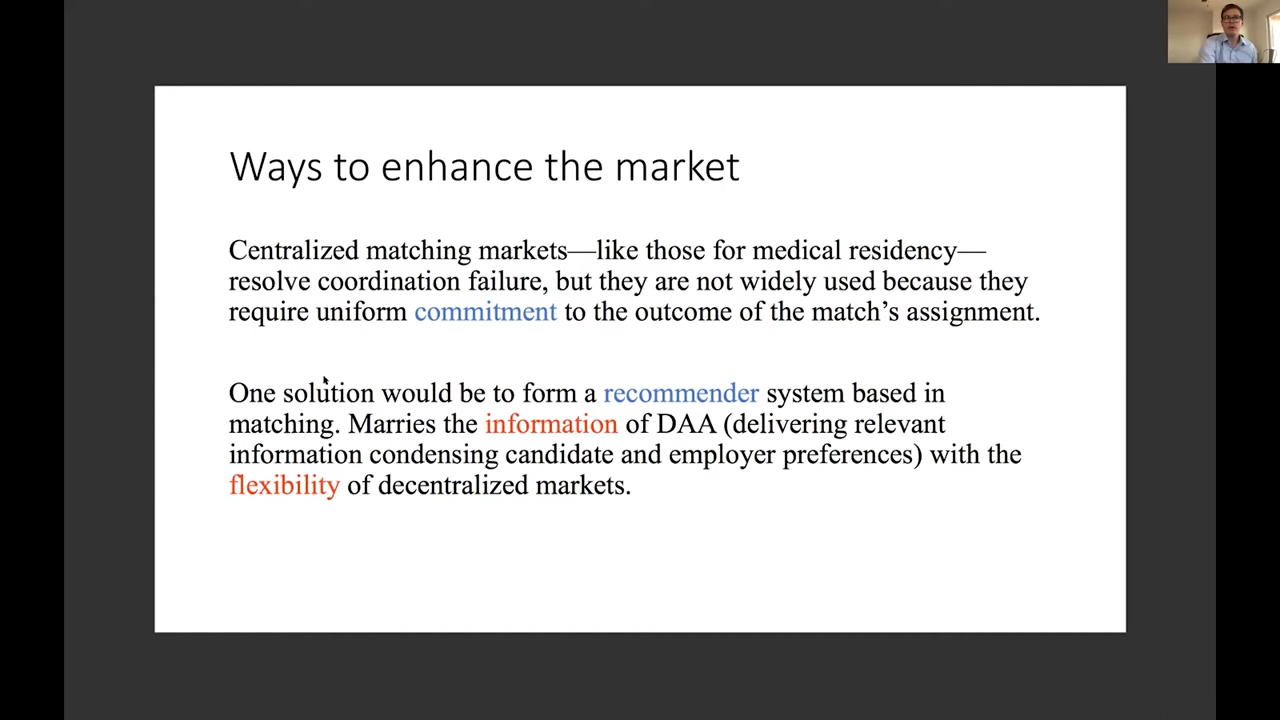 Ways to enhance the market
Centralized matching markets—like those for medical residency—
resolve coordination failure, but they are not widely used because they
require uniform commitment to the outcome of the match’s assignment.
One solution would be to form a recommender system based in
matching. Marries the information of DAA (delivering relevant
information condensing candidate and employer preferences) with the
flexibility of decentralized markets.